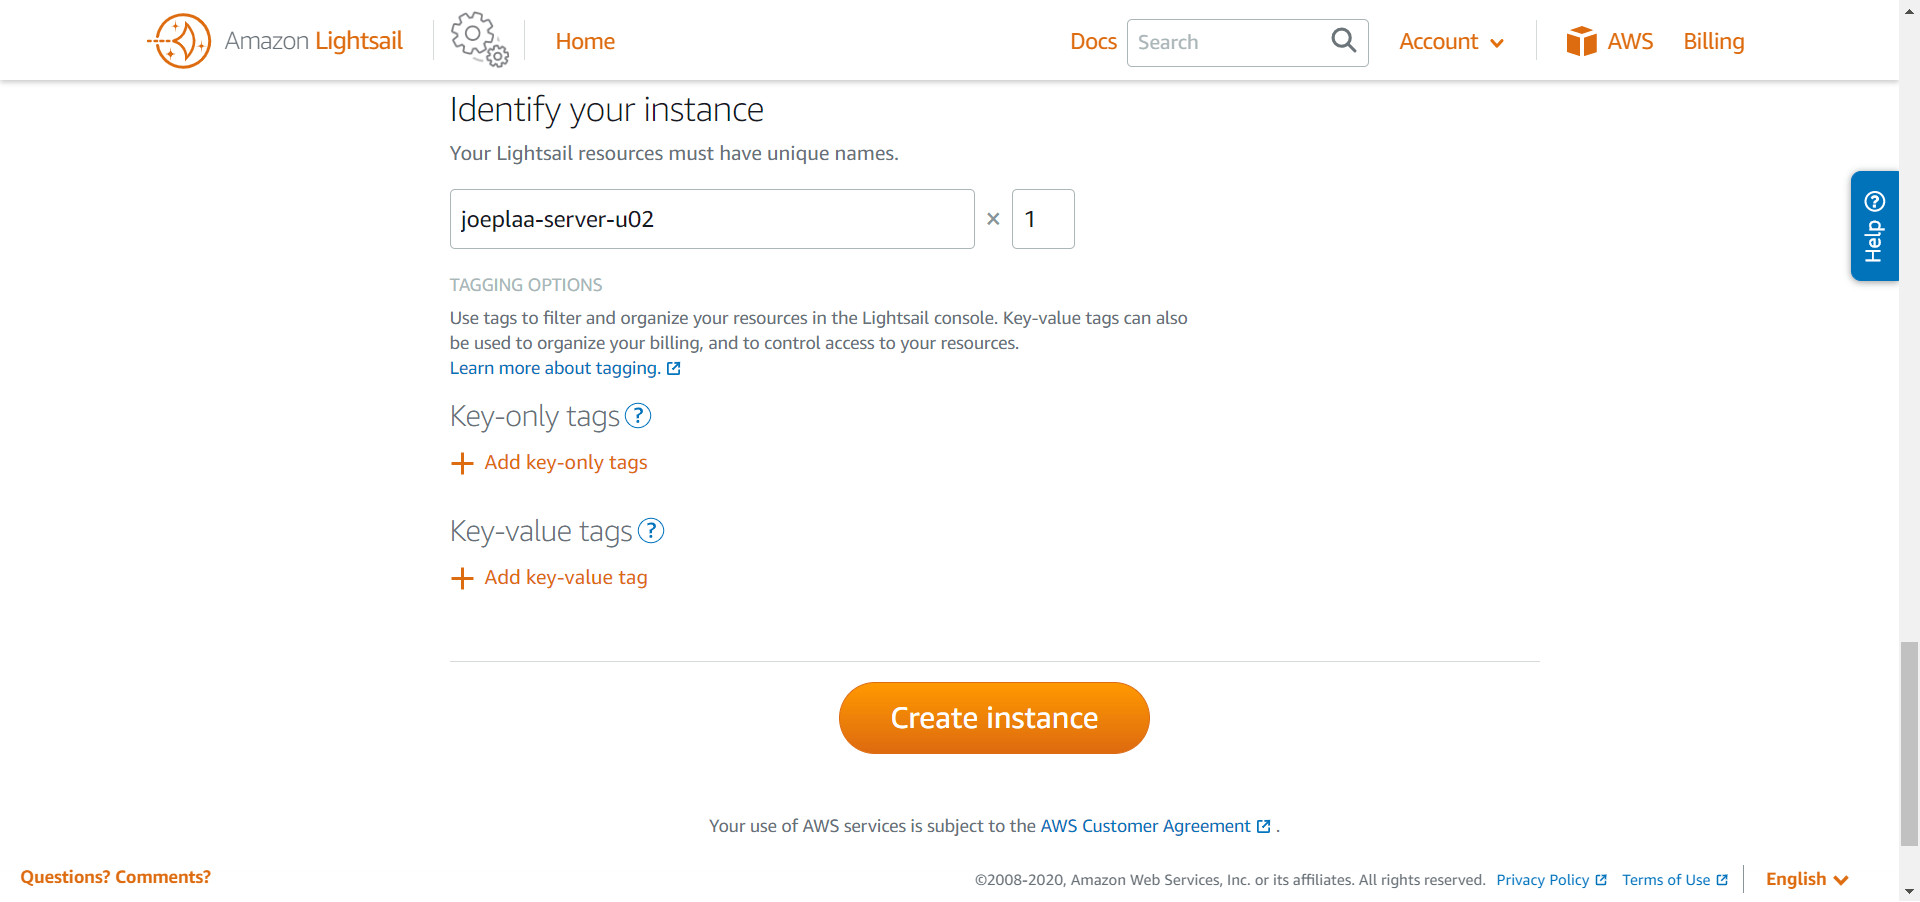 Amazon Lightsail
Home
Docs
Search
Account
AWS
Billing
Identify your instance
Your Lightsail resources must have unique names.
joeplaa-server-u02
× 1
Help ?
TAGGING OPTIONS
Use tags to filter and organize your resources in the Lightsail console. Key-value tags can also
be used to organize your billing, and to control access to your resources.
Learn more about tagging.
Key-only tags ?
+ Add key-only tags
Key-value tags ?
+ Add key-value tag
Create instance
Your use of AWS services is subject to the AWS Customer Agreement .
Questions? Comments?
©2008-2020, Amazon Web Services, Inc. or its affiliates. All rights reserved.
Privacy Policy
Terms of Use
English